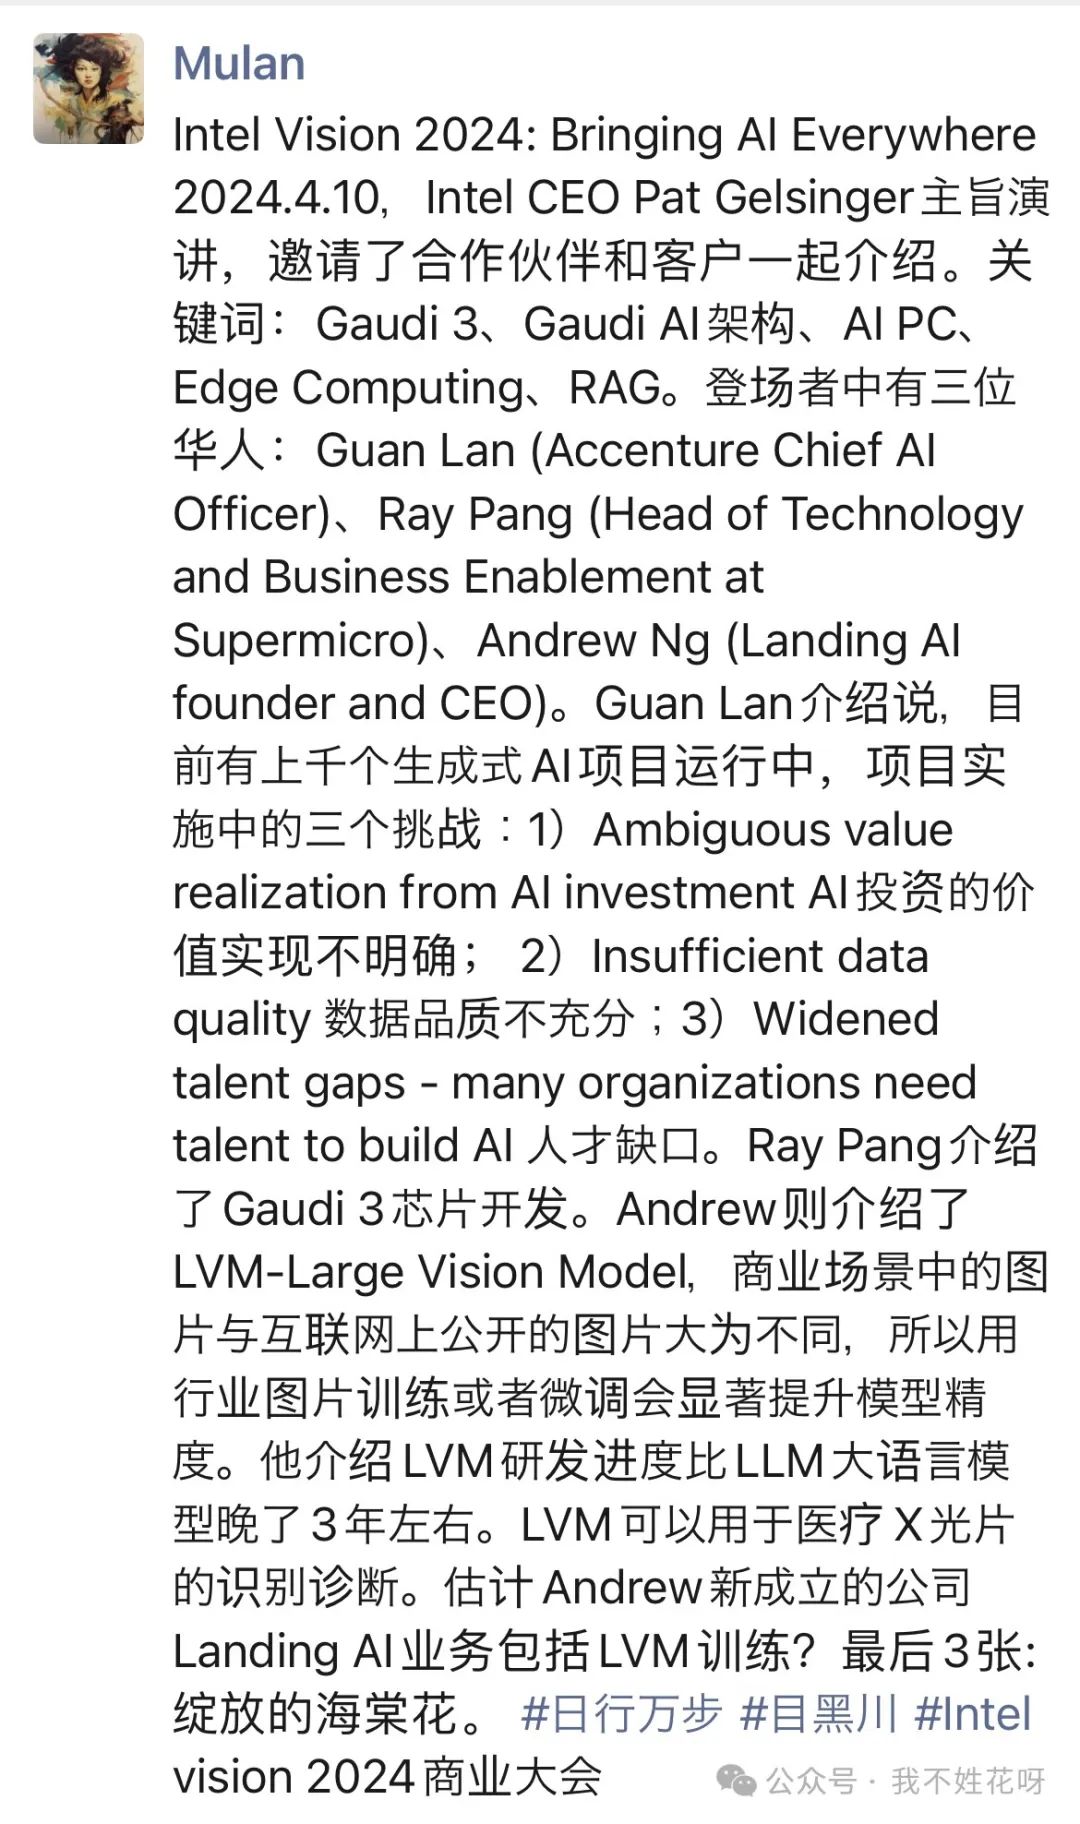 Mulan
Intel Vision 2024: Bringing AI Everywhere
2024.4.10，Intel CEO Pat Gelsinger主旨演
讲，邀请了合作伙伴和客户一起介绍。关
键词：Gaudi 3、Gaudi AI架构、AI PC、
Edge Computing、RAG。登场者中有三位
华人：Guan Lan (Accenture Chief AI
Officer)、Ray Pang (Head of Technology
and Business Enablement at
Supermicro)、Andrew Ng (Landing AI
founder and CEO)。Guan Lan介绍说，目
前有上千个生成式AI项目运行中，项目实
施中的三个挑战：1）Ambiguous value
realization from AI investment AI投资的价
值实现不明确； 2）Insufficient data
quality 数据品质不充分；3）Widened
talent gaps - many organizations need
talent to build AI 人才缺口。Ray Pang介绍
了Gaudi 3芯片开发。Andrew则介绍了
LVM-Large Vision Model，商业场景中的图
片与互联网上公开的图片大为不同，所以用
行业图片训练或者微调会显著提升模型精
度。他介绍LVM研发进度比LLM大语言模
型晚了3年左右。LVM可以用于医疗X光片
的识别诊断。估计Andrew新成立的公司
Landing AI业务包括LVM训练？最后3张:
绽放的海棠花。 #日行万步 #目黑川 #Intel
vision 2024商业大会
公众号 · 我不姓花呀